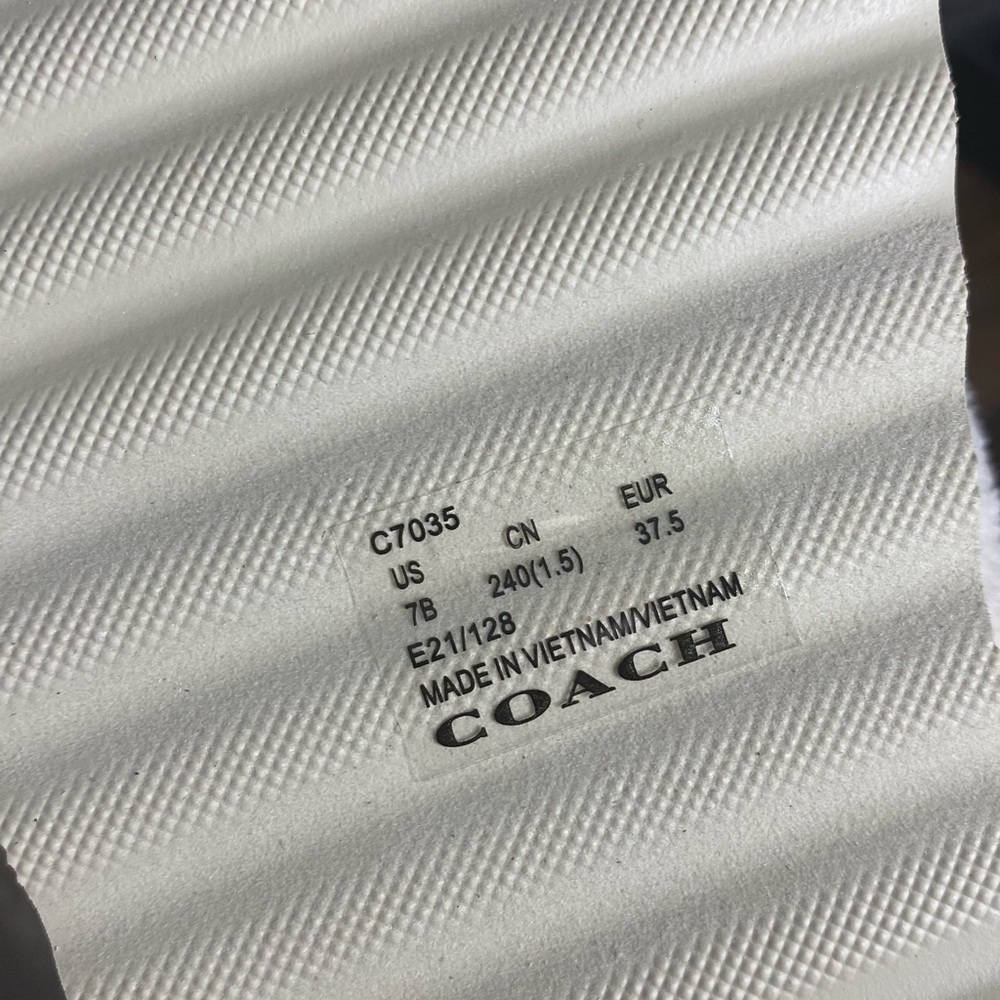 C7035
US CN EUR
7B 240(1.5) 37.5
E21/128
MADE IN VIETNAM/VIETNAM
COACH